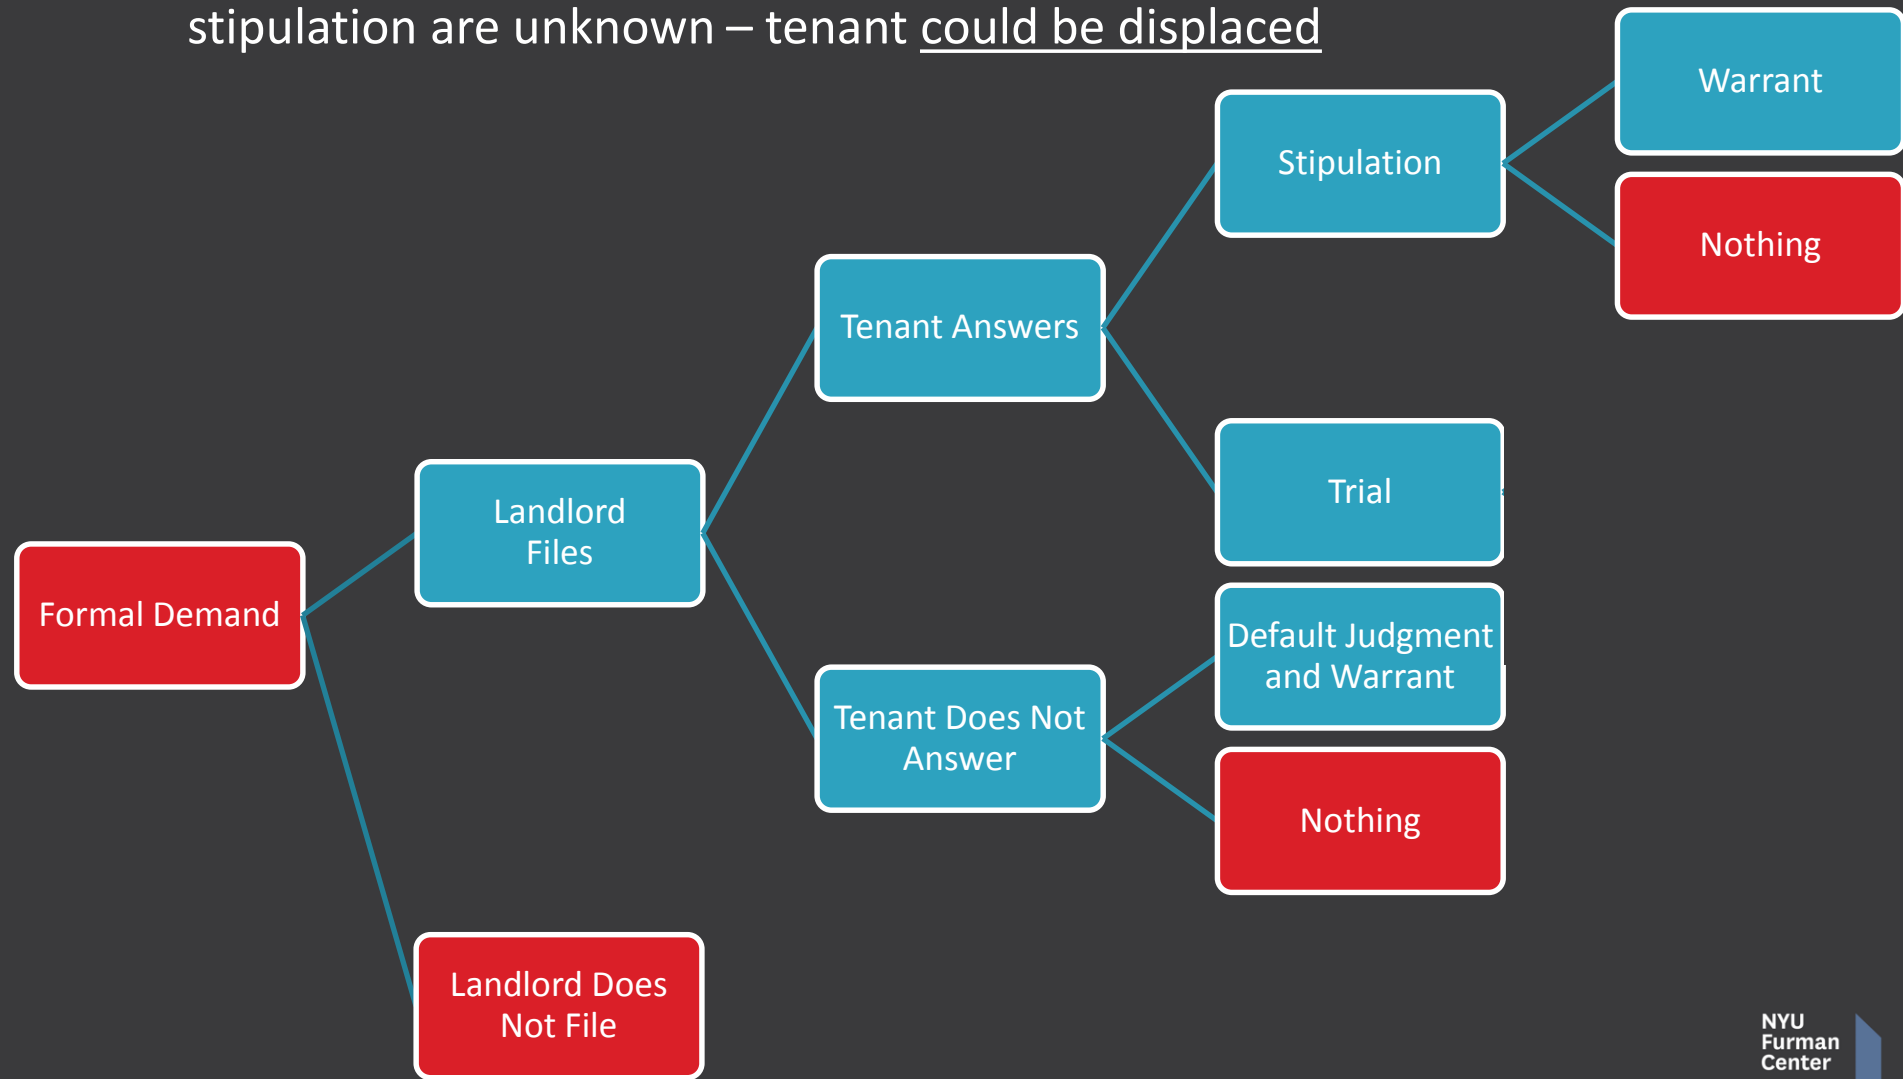 stipulation are unknown – tenant could be displaced
Warrant
Stipulation
Nothing
Tenant Answers
Trial
Landlord
Files
Formal Demand
Default Judgment
and Warrant
Tenant Does Not
Answer
Nothing
Landlord Does
Not File
NYU
Furman
Center